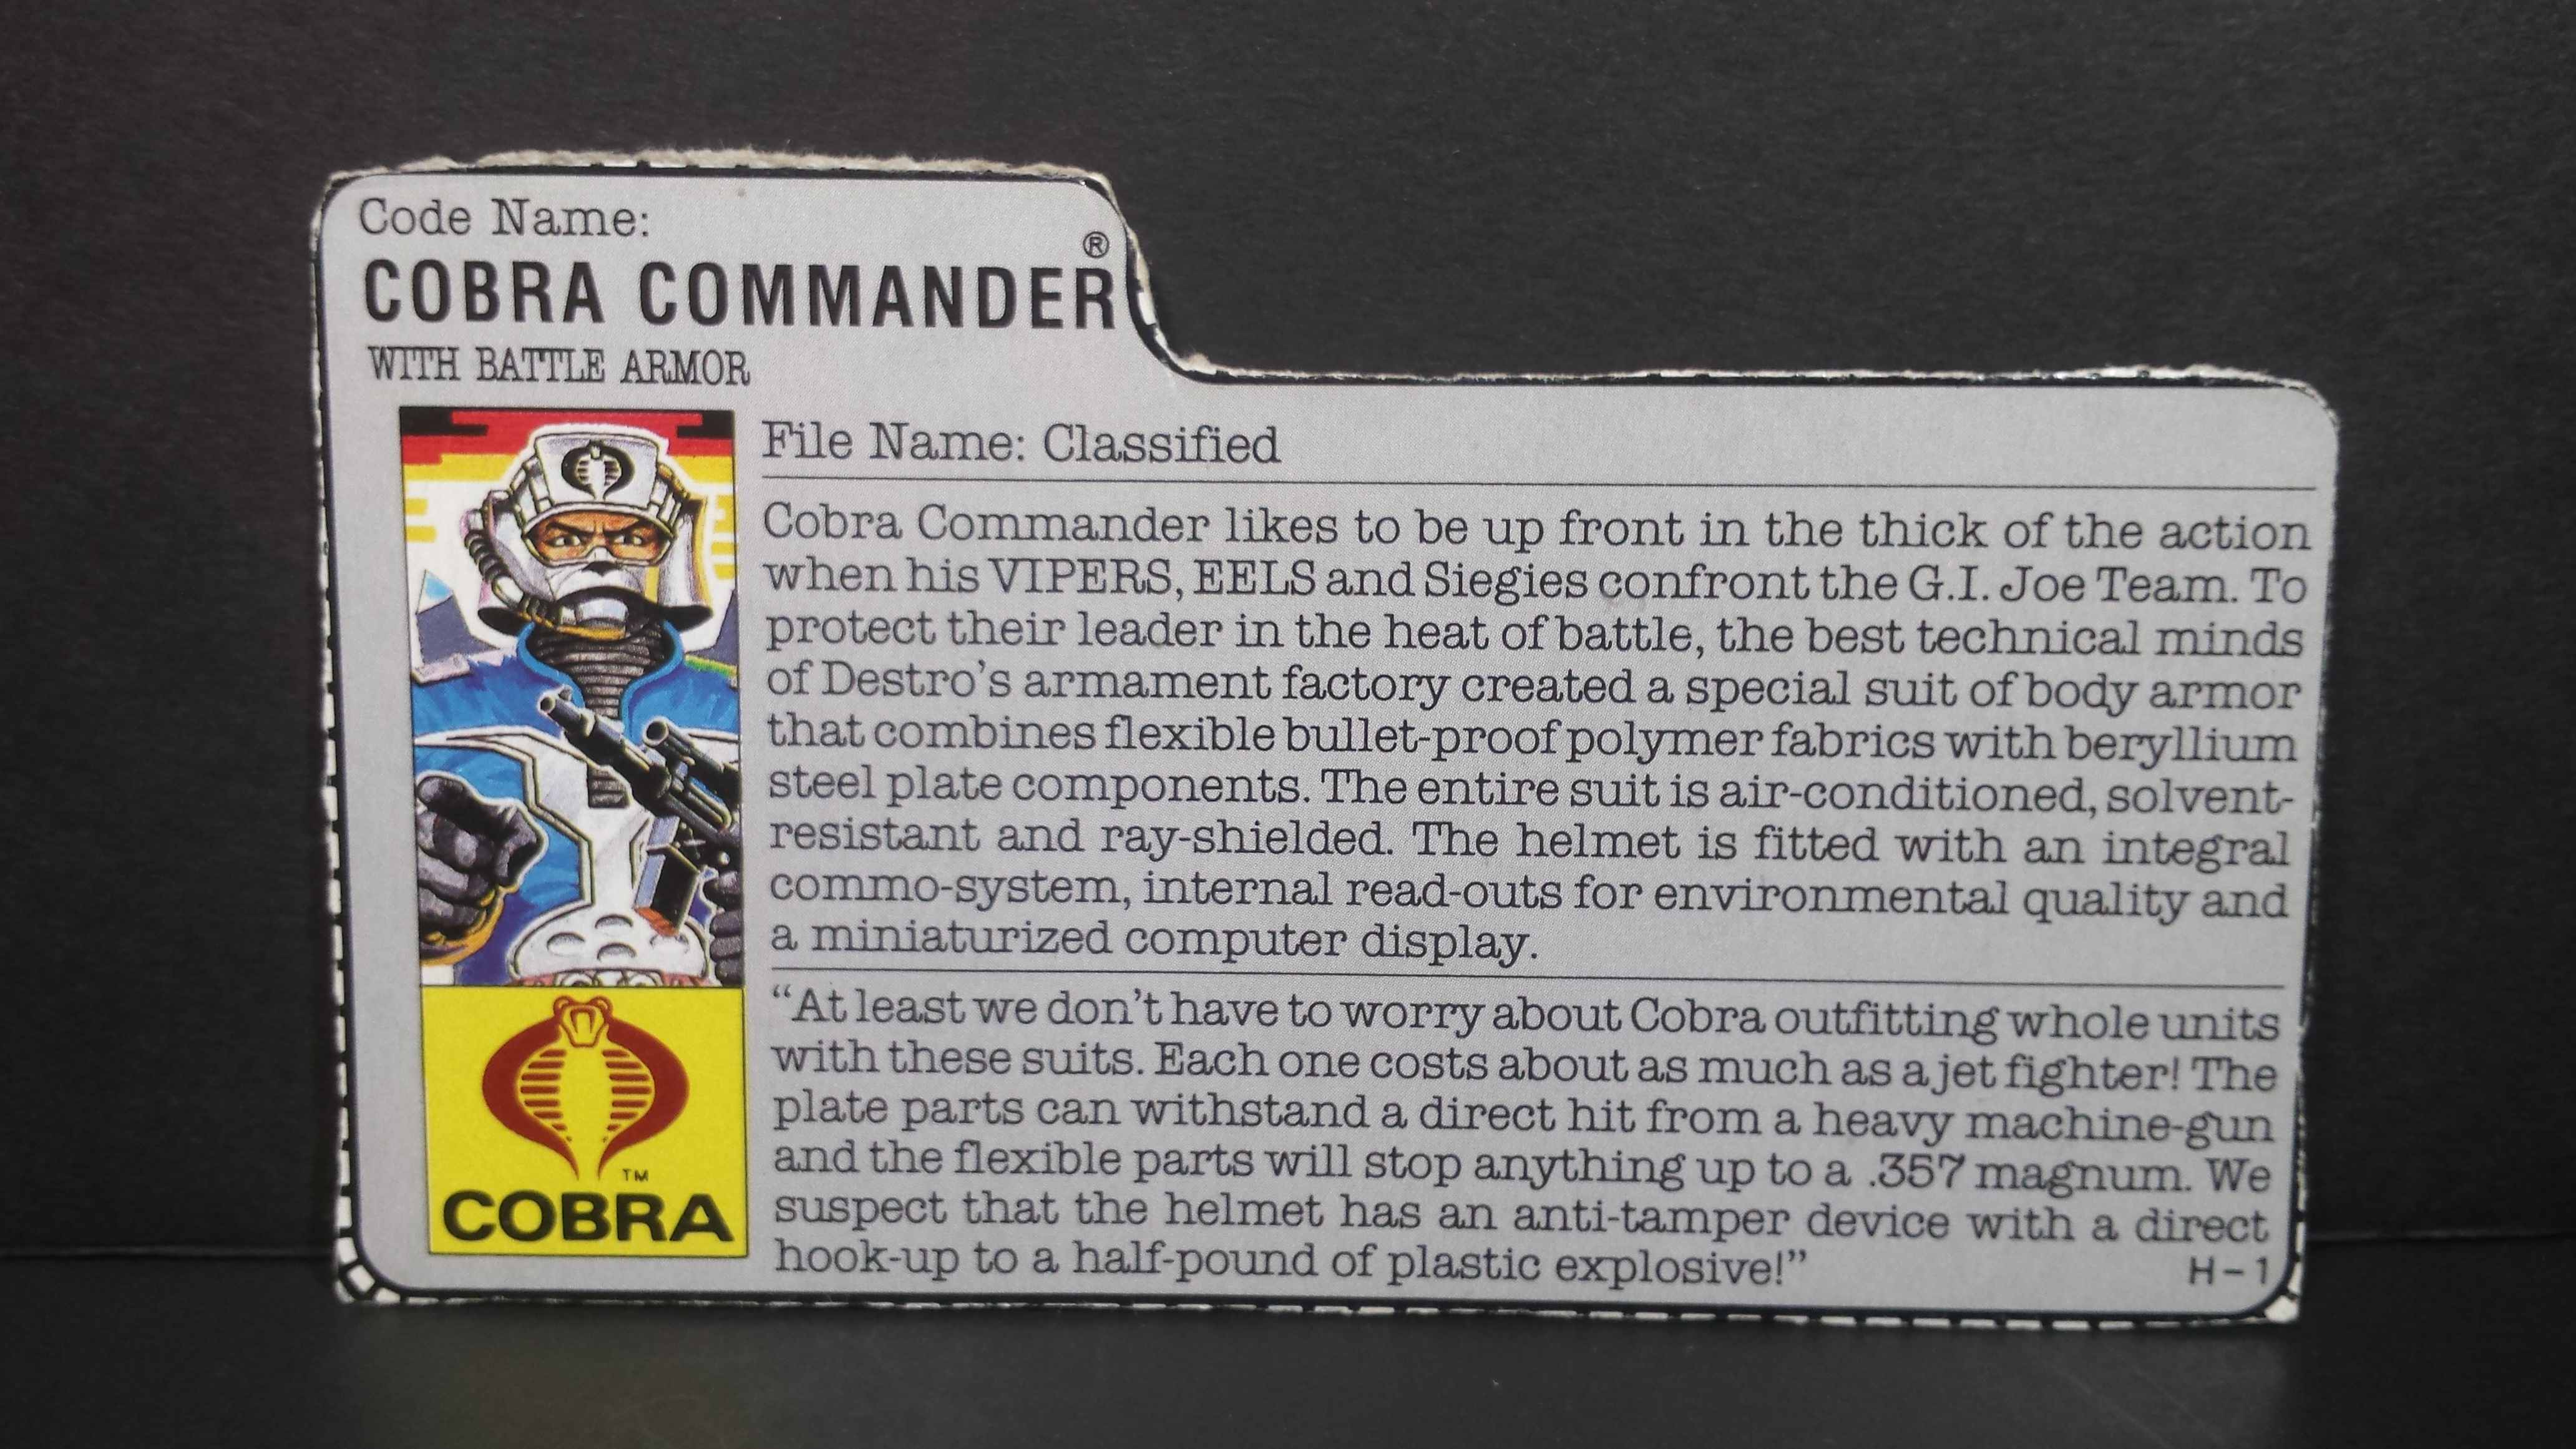 Code Name:
COBRA COMMANDER®
WITH BATTLE ARMOR
File Name: Classified
Cobra Commander likes to be up front in the thick of the action
when his VIPERS, EELS and Siegies confront the G.I. Joe Team. To
protect their leader in the heat of battle, the best technical minds
of Destro's armament factory created a special suit of body armor
that combines flexible bullet-proof polymer fabrics with beryllium
steel plate components. The entire suit is air-conditioned, solvent-
resistant and ray-shielded. The helmet is fitted with an integral
commo-system, internal read-outs for environmental quality and
a miniaturized computer display.
“At least we don't have to worry about Cobra outfitting whole units
with these suits. Each one costs about as much as a jet fighter! The
plate parts can withstand a direct hit from a heavy machine-gun
and the flexible parts will stop anything up to a .357 magnum. We
suspect that the helmet has an anti-tamper device with a direct
hook-up to a half-pound of plastic explosive!”
H-1
TM
COBRA